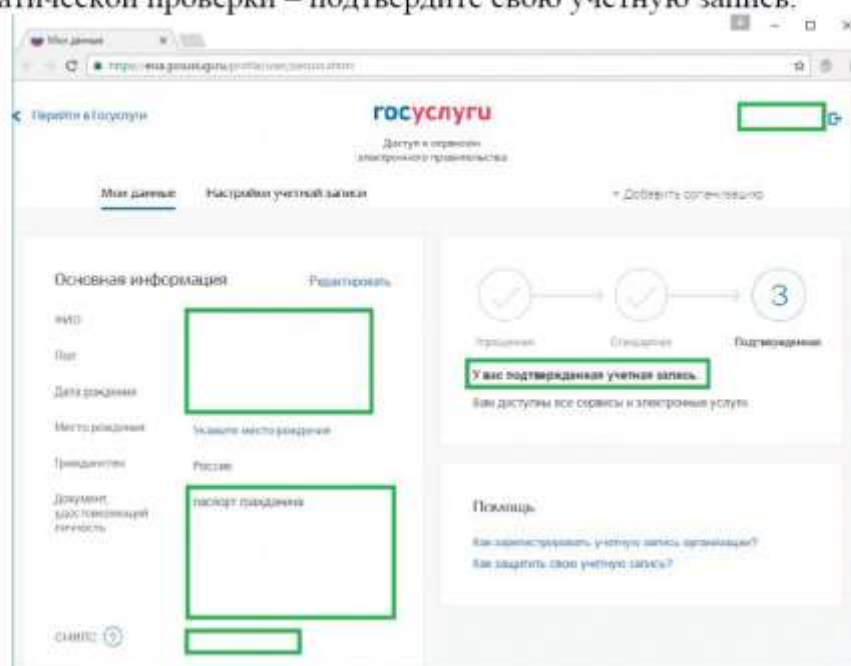 атической проверки – подтвердите свою учетную запись.
Мои данные
Перейти в Госуслуги
госуслуги
Доступ к сервисам
электронного правительства
Мои данные Настройки учетной записи + Добавить организацию
Основная информация Редактировать
ФИО
Пол
Дата рождения
Место рождения Укажите место рождения
Гражданство Россия
Документ, удостоверяющий личность паспорт гражданина
СНИЛС ?
3
Упрощенная Стандартная Подтвержденная
У вас подтвержденная учетная запись
Вам доступны все сервисы и электронные услуги
Помощь
Как зарегистрировать учетную запись организации?
Как защитить свою учетную запись?